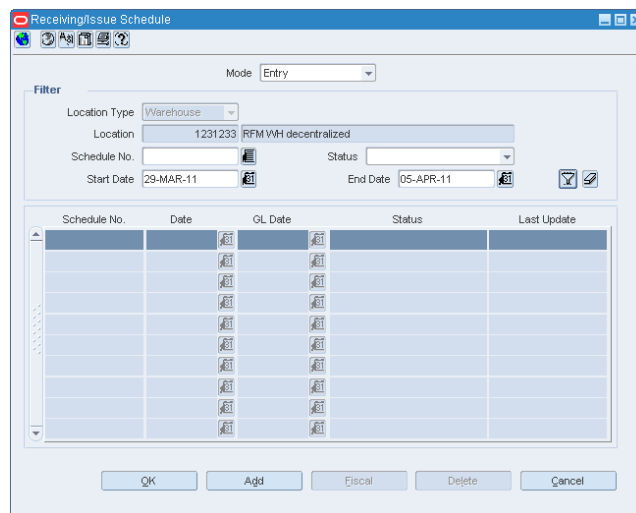 Receiving/Issue Schedule
Mode Entry
Filter
Location Type Warehouse
Location 1231233 RFM WH decentralized
Schedule No. Status
Start Date 29-MAR-11 End Date 05-APR-11
Schedule No. Date GL Date Status Last Update
OK Add Fiscal Delete Cancel